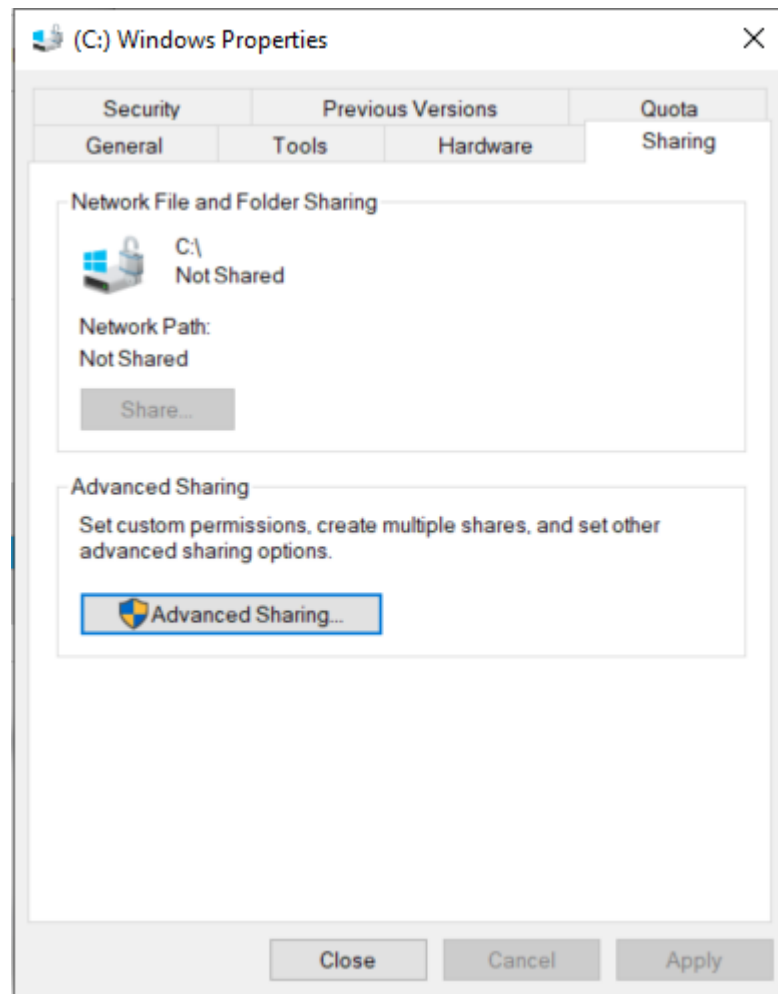 (C:) Windows Properties
Security Previous Versions Quota
General Tools Hardware Sharing
Network File and Folder Sharing
C:\
Not Shared
Network Path:
Not Shared
Share...
Advanced Sharing
Set custom permissions, create multiple shares, and set other
advanced sharing options.
Advanced Sharing...
Close Cancel Apply